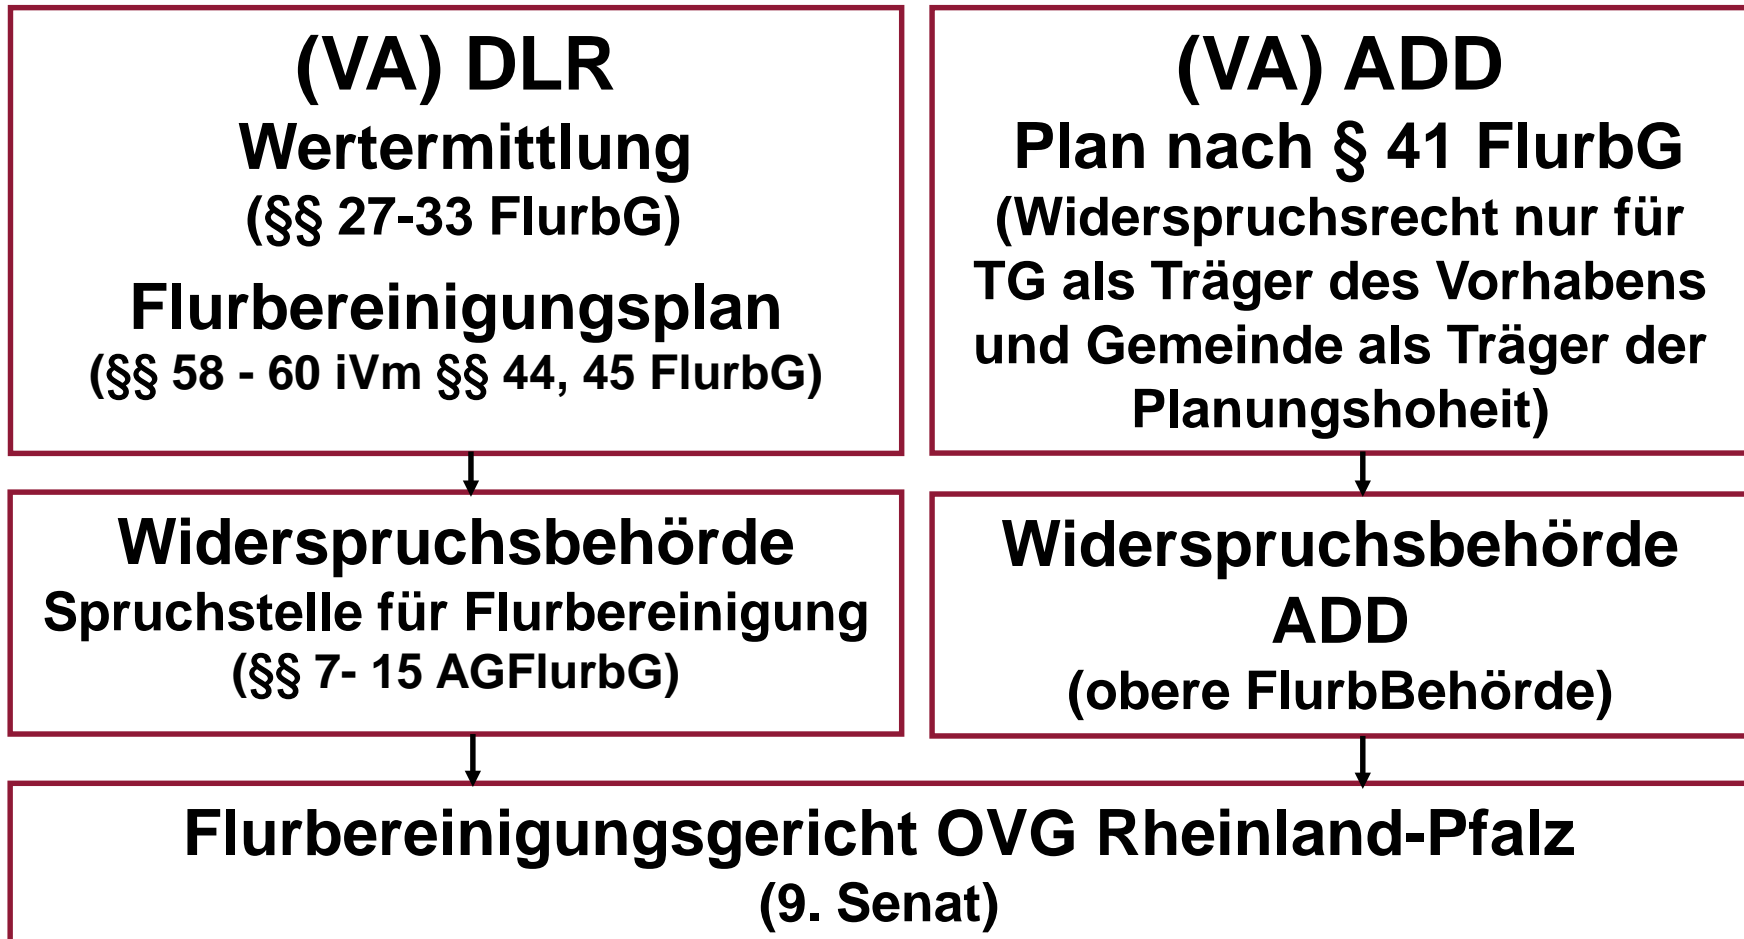 (VA) DLR
Wertermittlung
(§§ 27-33 FlurbG)
Flurbereinigungsplan
(§§ 58 - 60 iVm §§ 44, 45 FlurbG)
(VA) ADD
Plan nach § 41 FlurbG
(Widerspruchsrecht nur für
TG als Träger des Vorhabens
und Gemeinde als Träger der
Planungshoheit)
Widerspruchsbehörde
Spruchstelle für Flurbereinigung
(§§ 7- 15 AGFlurbG)
Widerspruchsbehörde
ADD
(obere FlurbBehörde)
Flurbereinigungsgericht OVG Rheinland-Pfalz
(9. Senat)